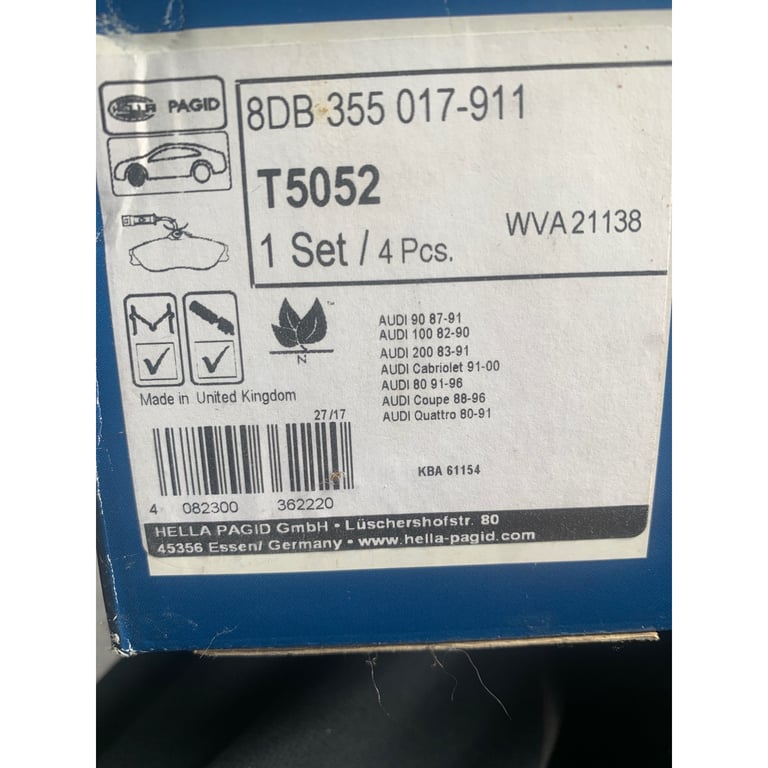 HELLA PAGID
8DB 355 017-911
T5052
WVA 21138
1 Set / 4 Pcs.
TM
N
AUDI 90 87-91
AUDI 100 82-90
AUDI 200 83-91
AUDI Cabriolet 91-00
AUDI 80 91-96
AUDI Coupe 88-96
AUDI Quattro 80-91
Made in United Kingdom
27/17
KBA 61154
4 082300 362220
HELLA PAGID GmbH • Lüschershofstr. 80
45356 Essen/ Germany • www.hella-pagid.com